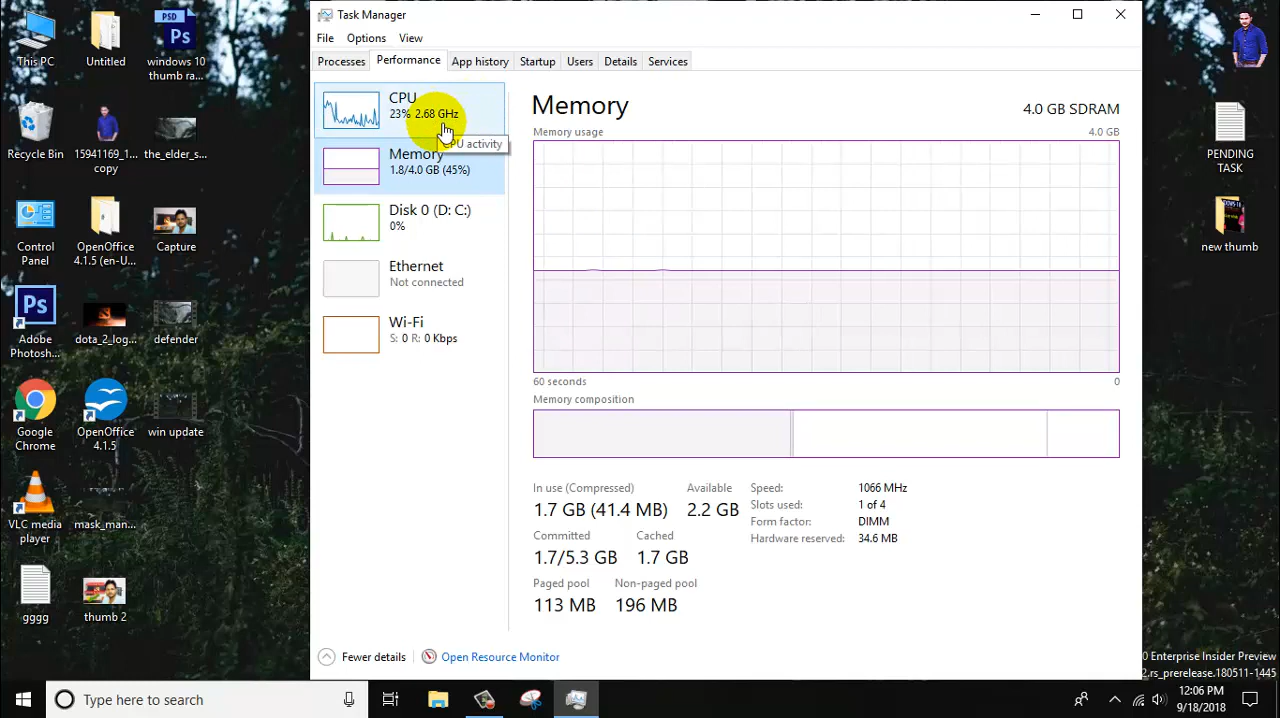 Task Manager
File Options View
Processes Performance App history Startup Users Details Services
CPU
23% 2.68 GHz
CPU activity
Memory
1.8/4.0 GB (45%)
Disk 0 (D: C:)
0%
Ethernet
Not connected
Wi-Fi
S: 0 R: 0 Kbps
Memory 4.0 GB SDRAM
Memory usage 4.0 GB
60 seconds 0
Memory composition
In use (Compressed) Available
1.7 GB (41.4 MB) 2.2 GB
Committed Cached
1.7/5.3 GB 1.7 GB
Paged pool Non-paged pool
113 MB 196 MB
Speed: 1066 MHz
Slots used: 1 of 4
Form factor: DIMM
Hardware reserved: 34.6 MB
Fewer details Open Resource Monitor
This PC
Untitled
PSD
Ps
windows 10
thumb ra...
Recycle Bin
15941169_1...
copy
the_elder_s...
Control
Panel
OpenOffice
4.1.5 (en-U...
Capture
Ps
Adobe
Photosh...
dota_2_log...
defender
Google
Chrome
OpenOffice
4.1.5
win update
VLC media
player
mask_man...
gggg
thumb 2
PENDING
TASK
new thumb
0 Enterprise Insider Preview
2.rs_prerelease.180511-1445
Type here to search
12:06 PM
9/18/2018